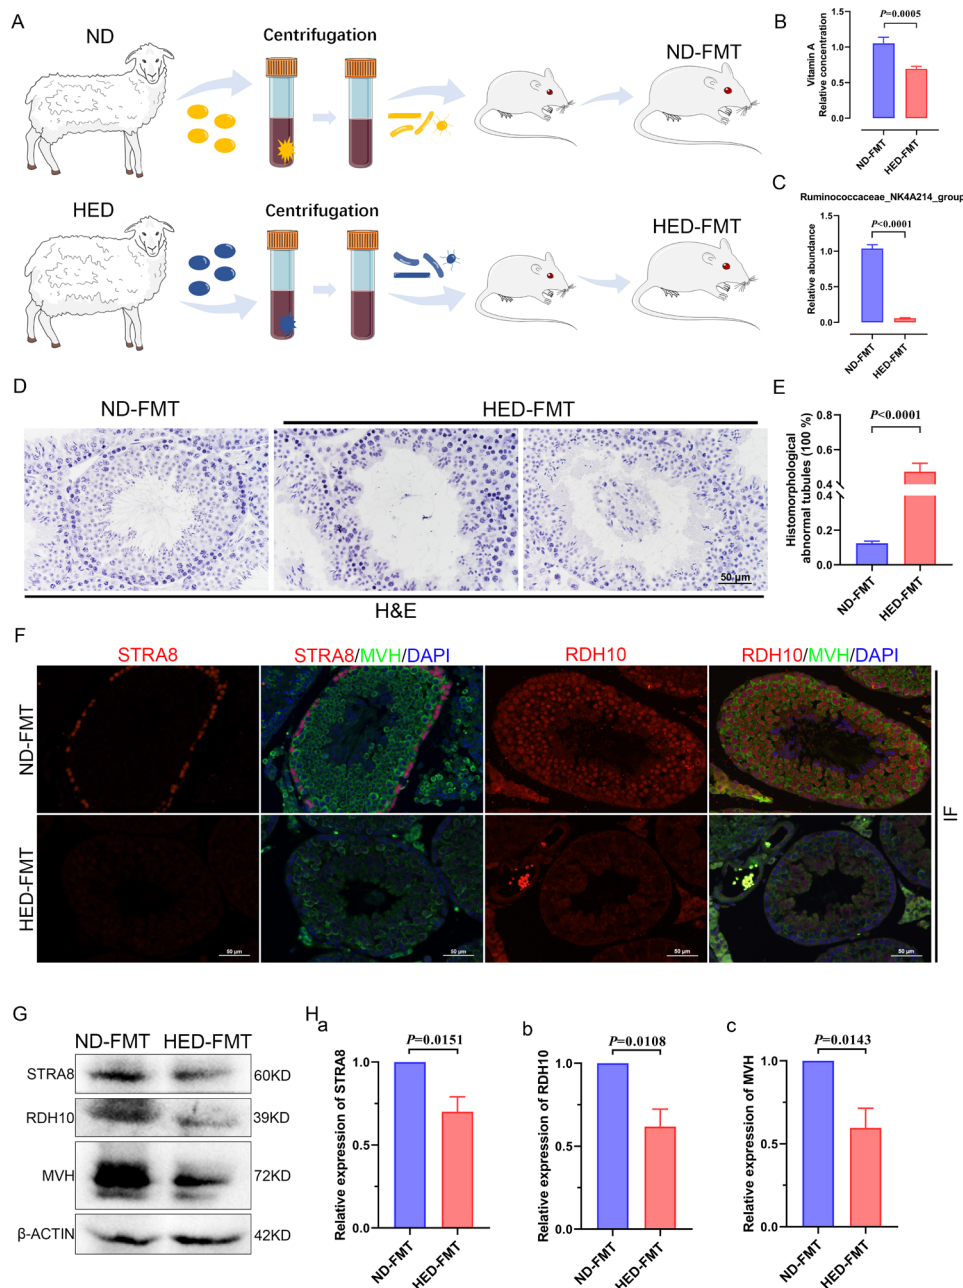 A
ND
Centrifugation
ND-FMT
HED
Centrifugation
HED-FMT
B
P=0.0005
Vitamin A
Relative concentration
1.5
1.0
0.5
0.0
ND-FMT
HED-FMT
C
Ruminococcaceae_NK4A214_group
P<0.0001
Relative abundance
1.5
1.0
0.5
0.0
ND-FMT
HED-FMT
D
ND-FMT
HED-FMT
50 μm
H&E
E
P<0.0001
Histomorphological
abnormal tubules (100 %)
0.8
0.6
0.4
0.4
0.2
0.0
ND-FMT
HED-FMT
F
STRA8
STRA8/MVH/DAPI
RDH10
RDH10/MVH/DAPI
ND-FMT
HED-FMT
50 μm
50 μm
50 μm
50 μm
IF
G
ND-FMT HED-FMT
STRA8 60KD
RDH10 39KD
MVH 72KD
β-ACTIN 42KD
H
a
P=0.0151
Relative expression of STRA8
1.0
0.5
0.0
ND-FMT
HED-FMT
b
P=0.0108
Relative expression of RDH10
1.0
0.5
0.0
ND-FMT
HED-FMT
c
P=0.0143
Relative expression of MVH
1.0
0.5
0.0
ND-FMT
HED-FMT